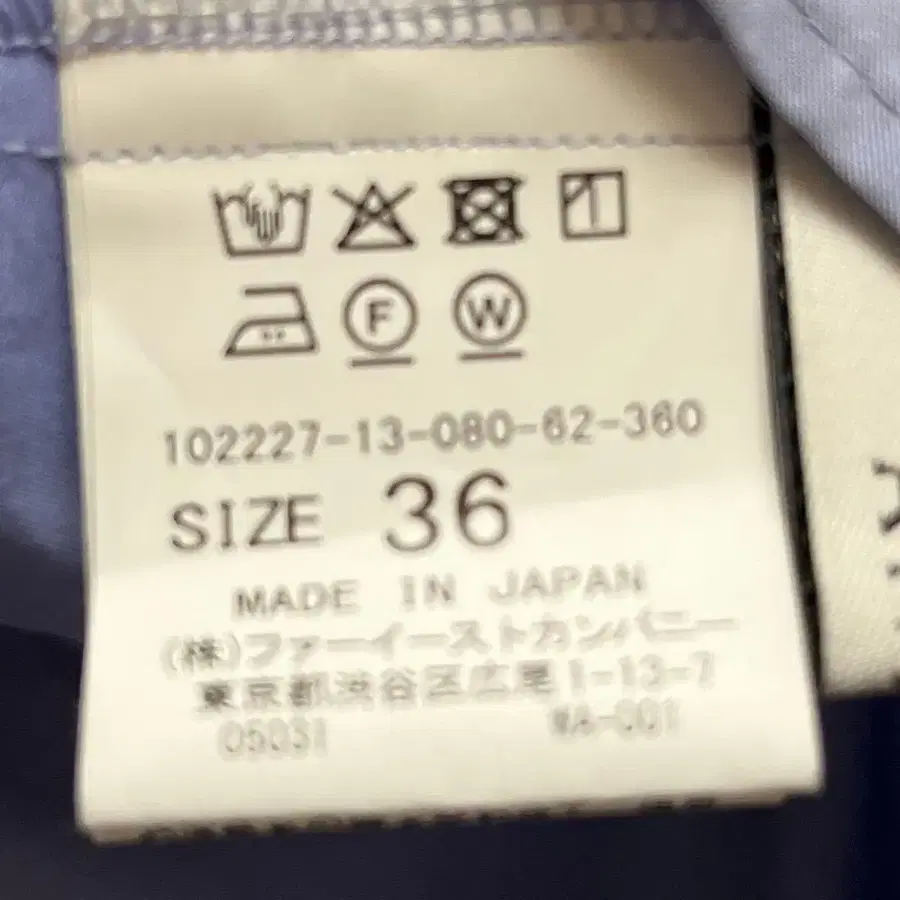 F W
102227-13-080-62-360
SIZE 36
MADE IN JAPAN
(株)ファーイーストカンパニー
東京都渋谷区広尾1-13-7
05031 WA-001